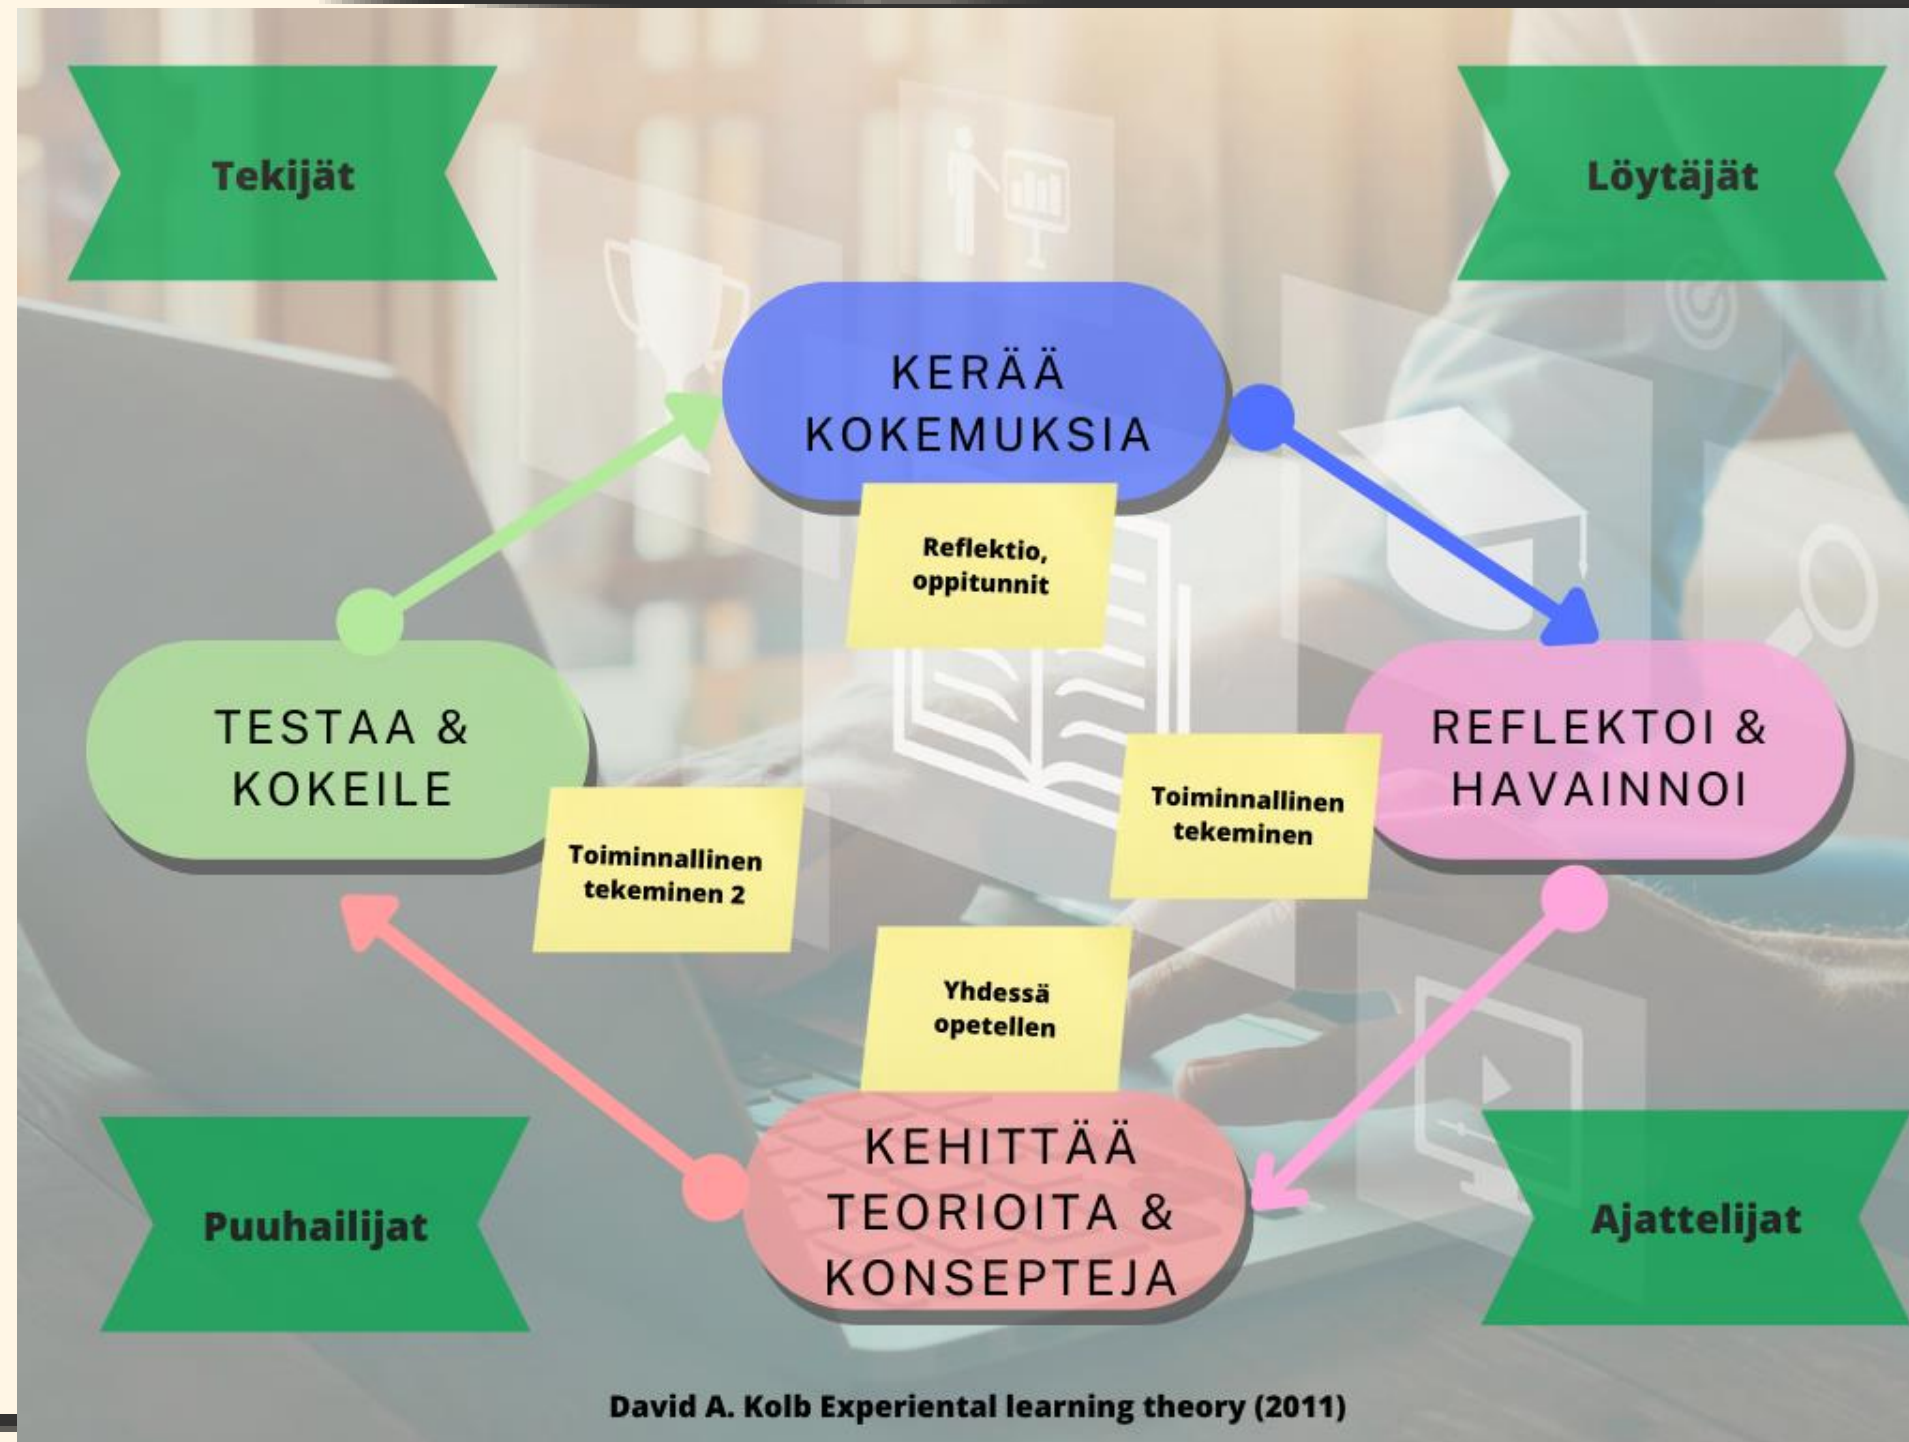 Tekijät
Löytäjät
KERÄÄ
KOKEMUKSIA
Reflektio,
oppitunnit
TESTAA &
KOKEILE
REFLEKTOI &
HAVAINNOI
Toiminnallinen
tekeminen
Toiminnallinen
tekeminen 2
Yhdessä
opetellen
KEHITTÄÄ
TEORIOITA &
KONSEPTEJA
Puuhailijat
Ajattelijat
David A. Kolb Experiental learning theory (2011)